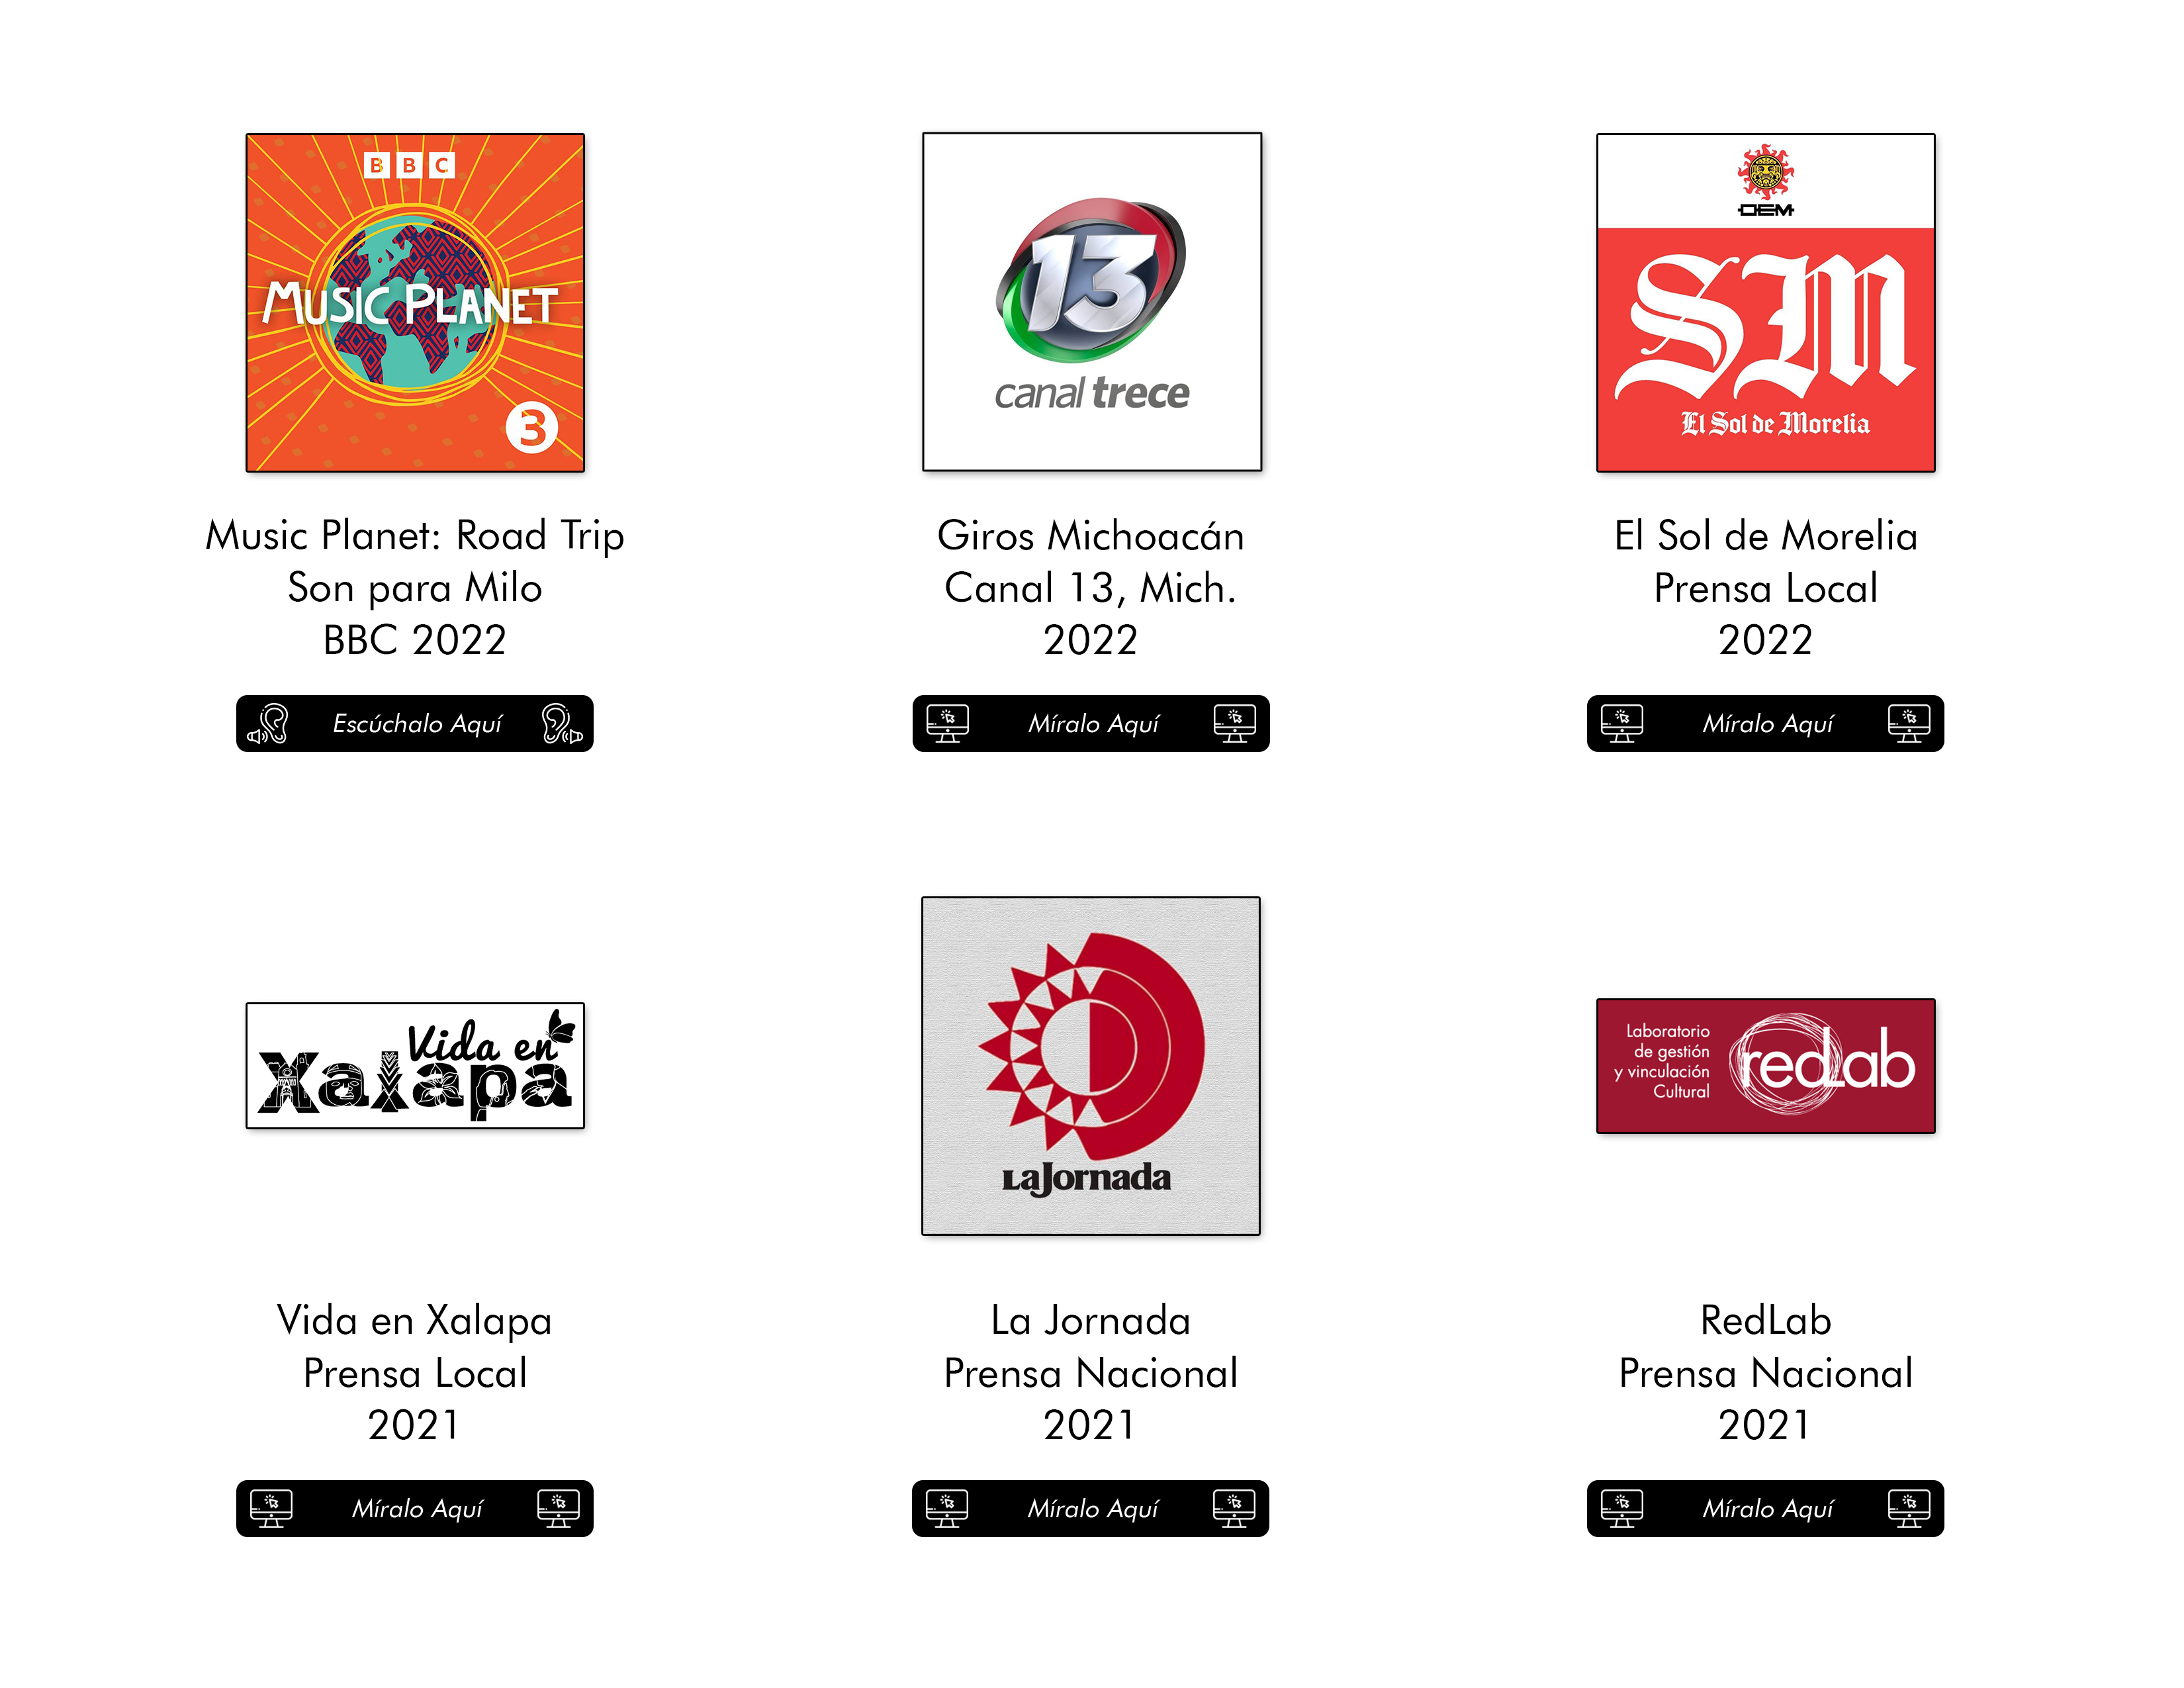 BBC
MUSIC PLANET
3
Music Planet: Road Trip
Son para Milo
BBC 2022
Escúchalo Aquí
13
canal trece
Giros Michoacán
Canal 13, Mich.
2022
Míralo Aquí
OEM
SM
El Sol de Morelia
El Sol de Morelia
Prensa Local
2022
Míralo Aquí
Vida en
Xalapa
Vida en Xalapa
Prensa Local
2021
Míralo Aquí
LaJornada
La Jornada
Prensa Nacional
2021
Míralo Aquí
Laboratorio
de gestión
y vinculación
Cultural
redLab
RedLab
Prensa Nacional
2021
Míralo Aquí